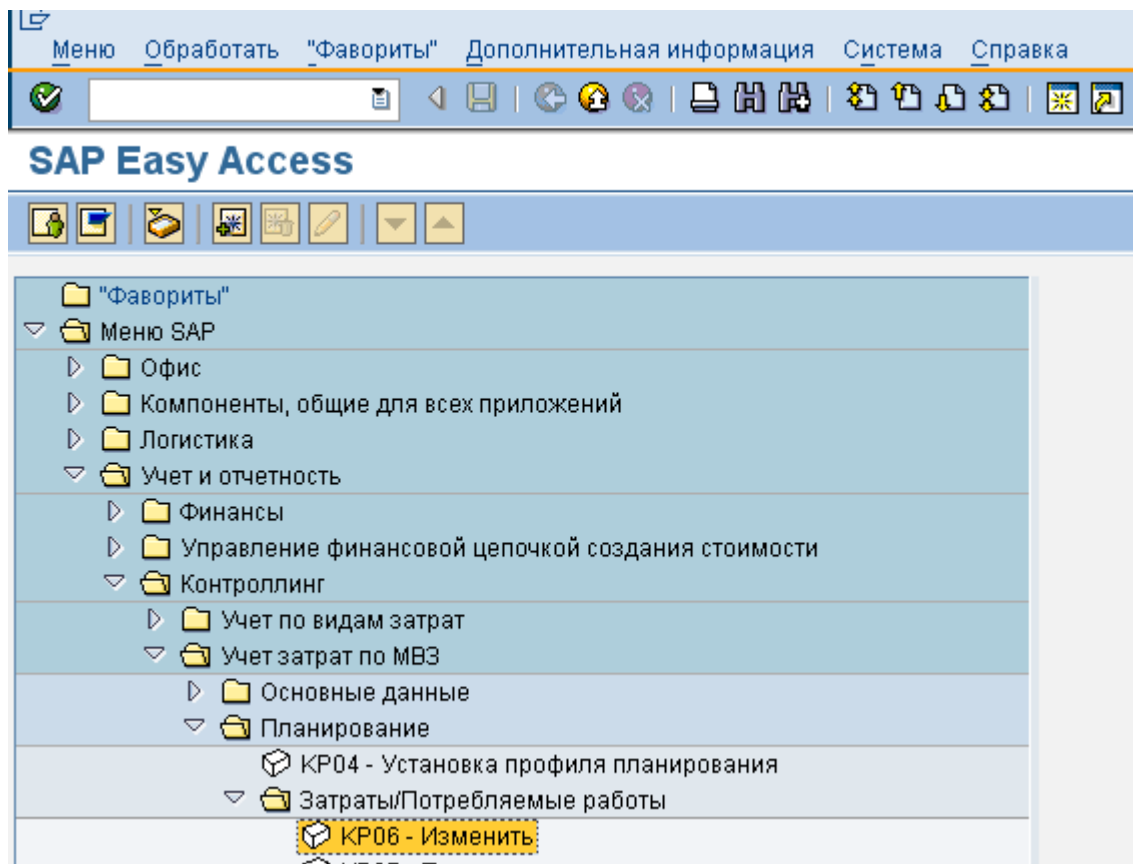 Меню Обработать "Фавориты" Дополнительная информация Система Справка
SAP Easy Access
"Фавориты"
Меню SAP
Офис
Компоненты, общие для всех приложений
Логистика
Учет и отчетность
Финансы
Управление финансовой цепочкой создания стоимости
Контроллинг
Учет по видам затрат
Учет затрат по МВЗ
Основные данные
Планирование
KP04 - Установка профиля планирования
Затраты/Потребляемые работы
KP06 - Изменить